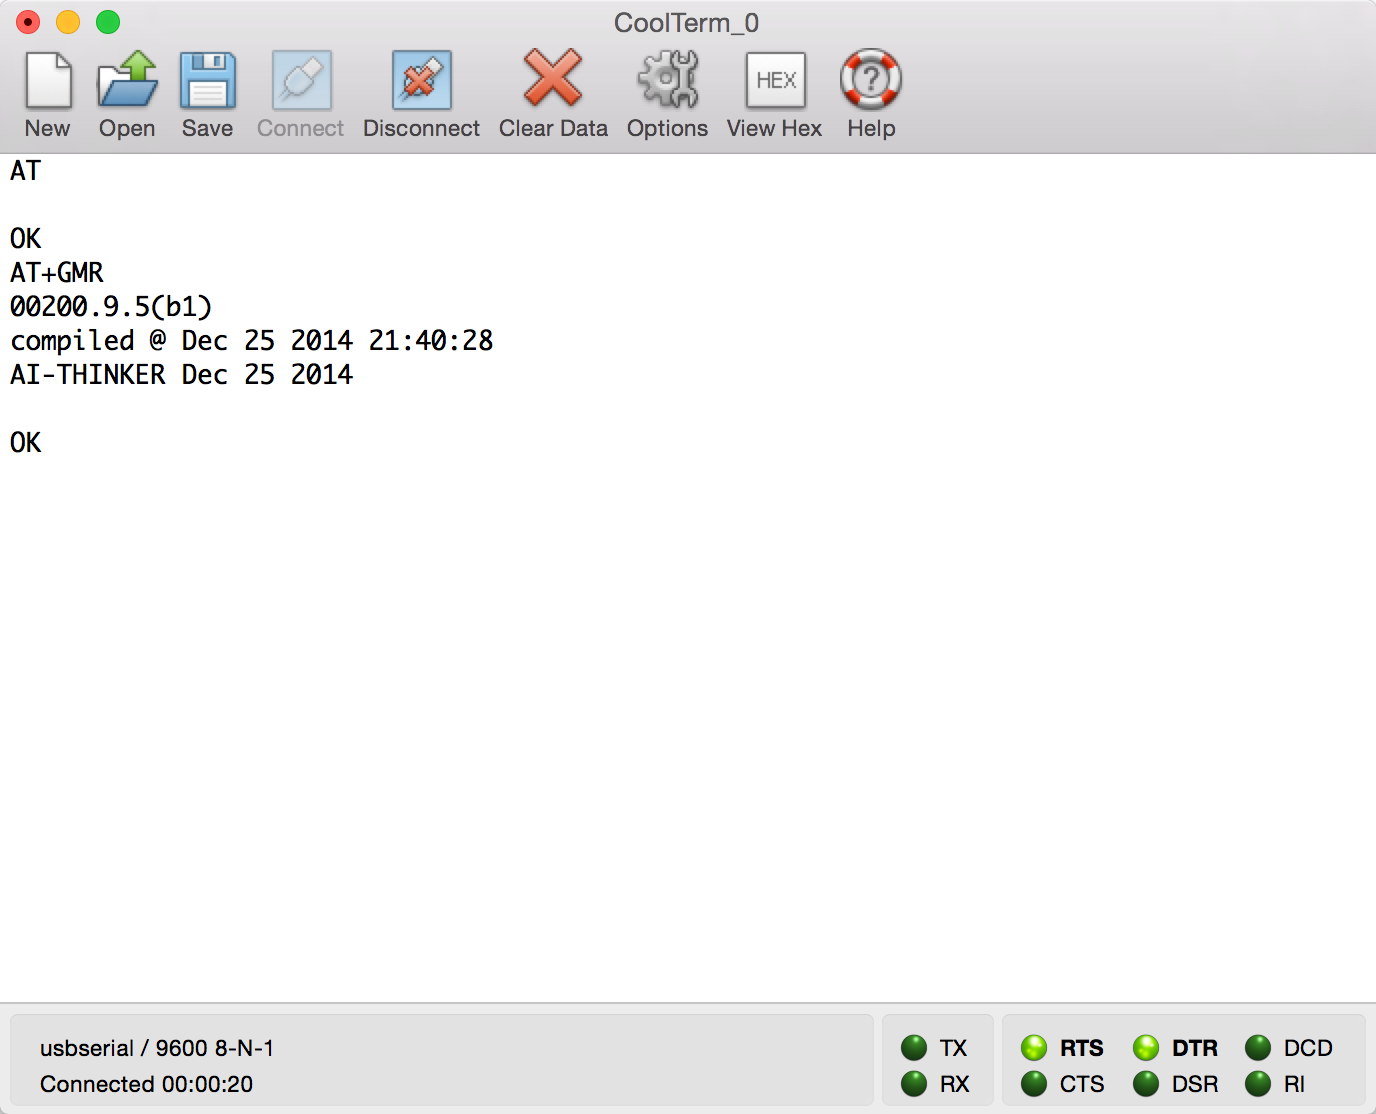 CoolTerm_0
New Open Save Connect Disconnect Clear Data Options HEX View Hex ? Help
AT
OK
AT+GMR
00200.9.5(b1)
compiled @ Dec 25 2014 21:40:28
AI-THINKER Dec 25 2014
OK
usbserial / 9600 8-N-1
Connected 00:00:20
TX RTS DTR DCD
RX CTS DSR RI